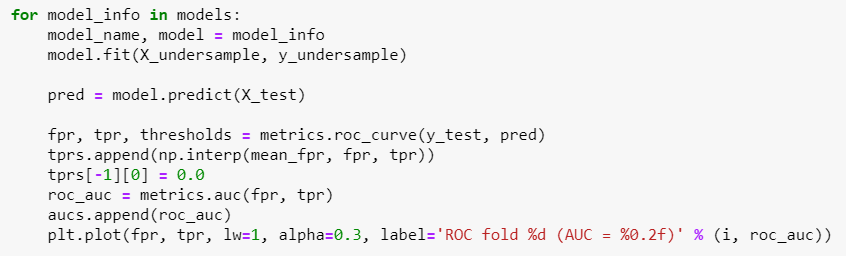 for model_info in models:
    model_name, model = model_info
    model.fit(X_undersample, y_undersample)

    pred = model.predict(X_test)

    fpr, tpr, thresholds = metrics.roc_curve(y_test, pred)
    tprs.append(np.interp(mean_fpr, fpr, tpr))
    tprs[-1][0] = 0.0
    roc_auc = metrics.auc(fpr, tpr)
    aucs.append(roc_auc)
    plt.plot(fpr, tpr, lw=1, alpha=0.3, label='ROC fold %d (AUC = %0.2f)' % (i, roc_auc))